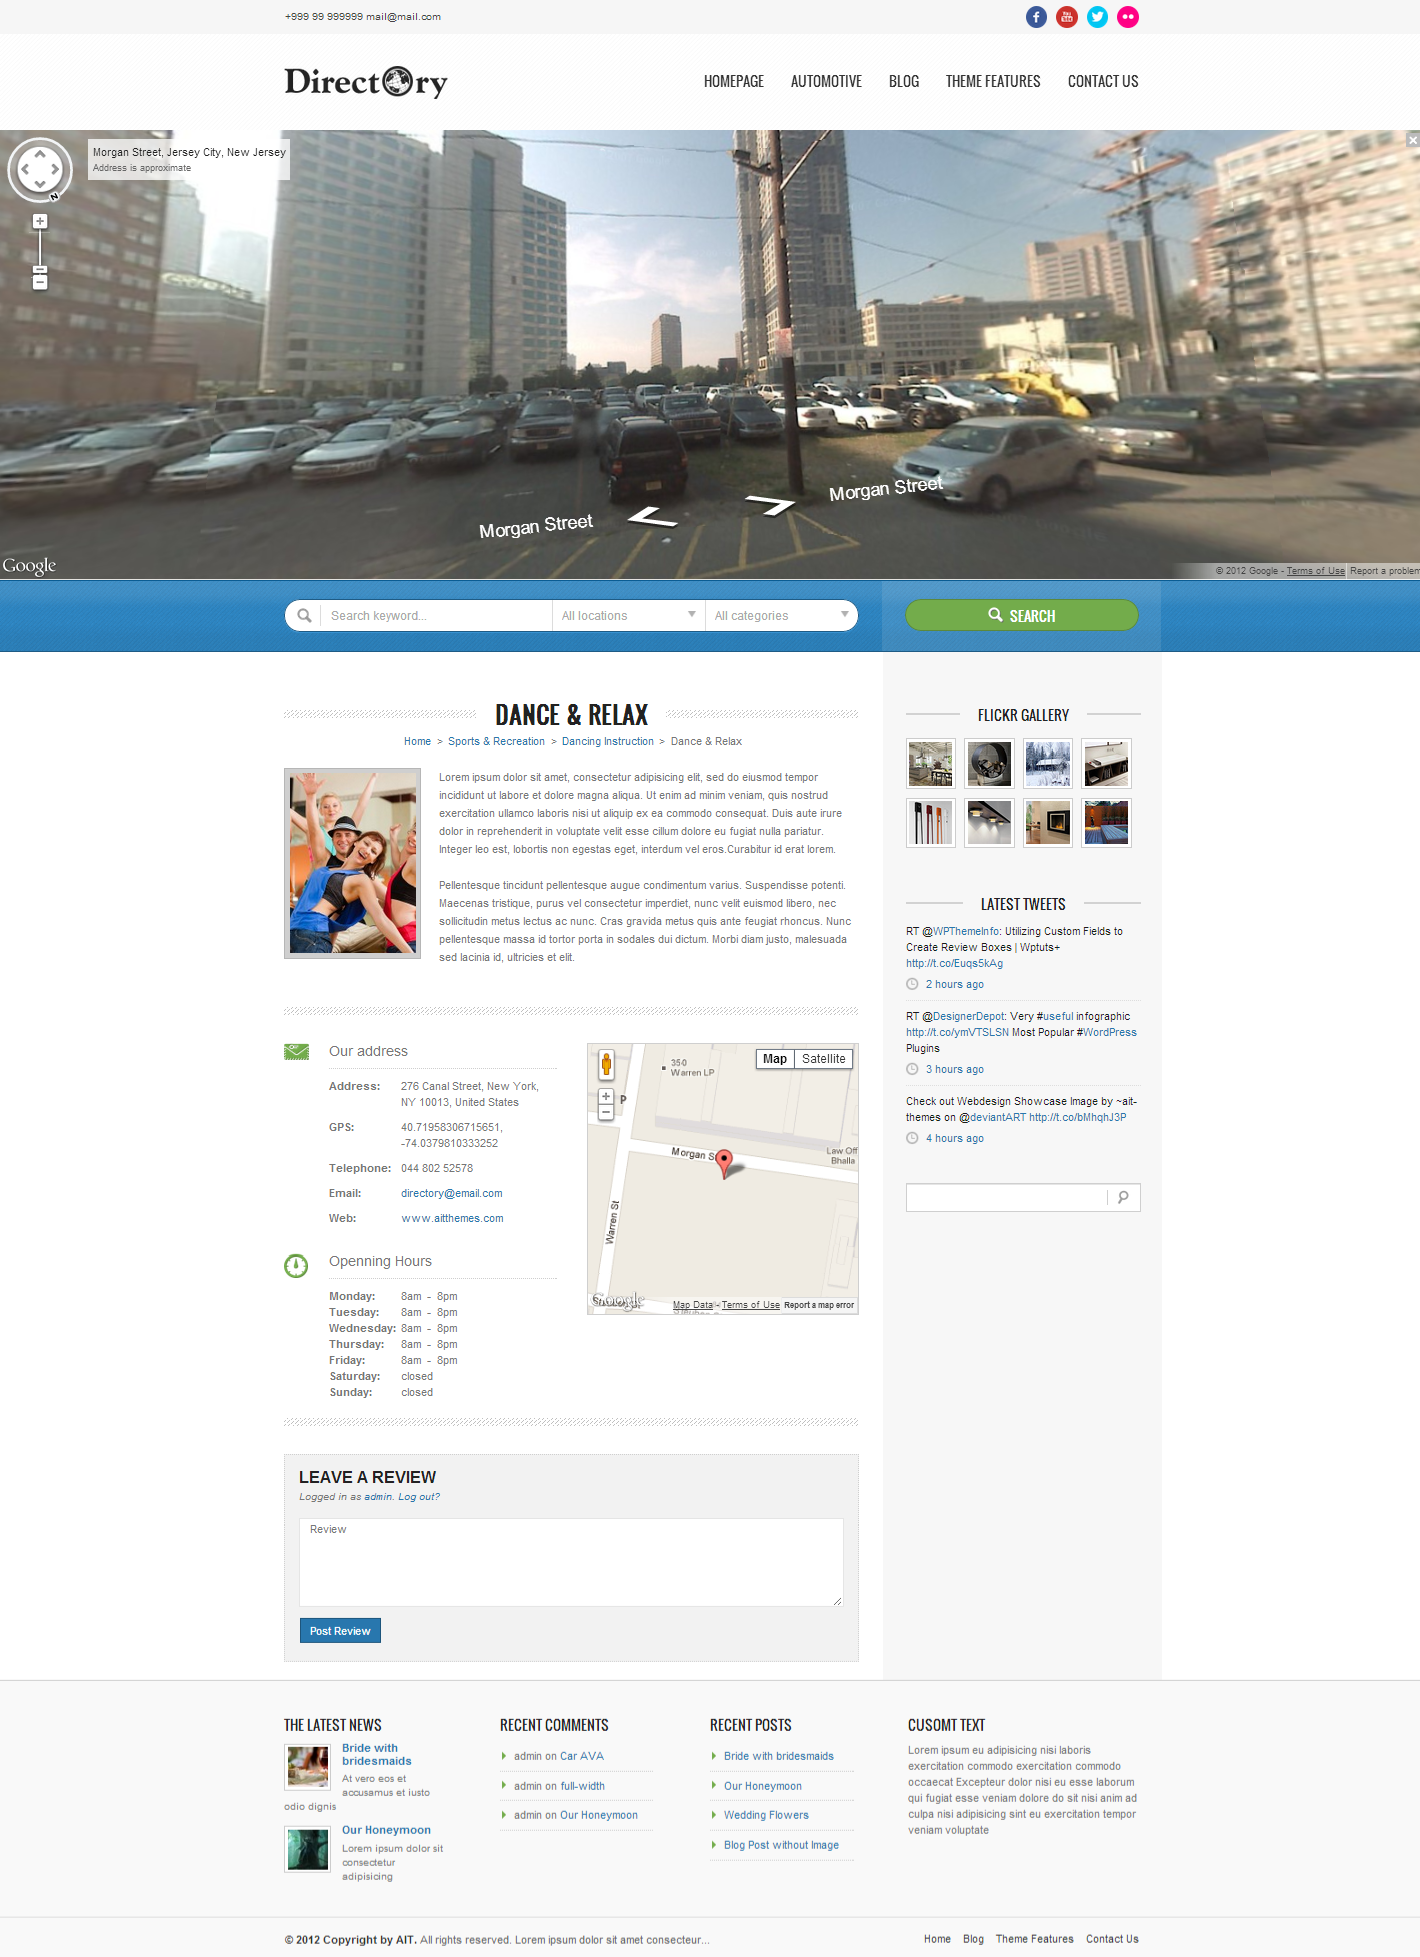 +999 99 999999 mail@mail.com
You Tube
Directory
HOMEPAGE AUTOMOTIVE BLOG THEME FEATURES CONTACT US
Morgan Street, Jersey City, New Jersey
Address is approximate
N
Morgan Street
Morgan Street
Google
© 2012 Google - Terms of Use Report a problem
Search keyword... All locations All categories SEARCH
DANCE & RELAX
Home > Sports & Recreation > Dancing Instruction > Dance & Relax
Lorem ipsum dolor sit amet, consectetur adipisicing elit, sed do eiusmod tempor
incididunt ut labore et dolore magna aliqua. Ut enim ad minim veniam, quis nostrud
exercitation ullamco laboris nisi ut aliquip ex ea commodo consequat. Duis aute irure
dolor in reprehenderit in voluptate velit esse cillum dolore eu fugiat nulla pariatur.
Integer leo est, lobortis non egestas eget, interdum vel eros.Curabitur id erat lorem.
Pellentesque tincidunt pellentesque augue condimentum varius. Suspendisse potenti.
Maecenas tristique, purus vel consectetur imperdiet, nunc velit euismod libero, nec
sollicitudin metus lectus ac nunc. Cras gravida metus quis ante feugiat rhoncus. Nunc
pellentesque massa id tortor porta in sodales dui dictum. Morbi diam justo, malesuada
sed lacinia id, ultricies et elit.
Our address
Address: 276 Canal Street, New York,
NY 10013, United States
GPS: 40.71958306715651,
-74.0379810333252
Telephone: 044 802 52578
Email: directory@email.com
Web: www.aitthemes.com
Openning Hours
Monday: 8am - 8pm
Tuesday: 8am - 8pm
Wednesday: 8am - 8pm
Thursday: 8am - 8pm
Friday: 8am - 8pm
Saturday: closed
Sunday: closed
350
Warren LP
Map Satellite
P
Morgan S
Law Off
Bhalla
Warren St
Google
Map Data - Terms of Use Report a map error
LEAVE A REVIEW
Logged in as admin. Log out?
Review
Post Review
FLICKR GALLERY
LATEST TWEETS
RT @WPThemeInfo: Utilizing Custom Fields to
Create Review Boxes | Wptuts+
http://t.co/Euqs5kAg
2 hours ago
RT @DesignerDepot: Very #useful infographic
http://t.co/ymVTSLSN Most Popular #WordPress
Plugins
3 hours ago
Check out Webdesign Showcase Image by ~ait-
themes on @deviantART http://t.co/bMhqhJ3P
4 hours ago
THE LATEST NEWS
Bride with
bridesmaids
At vero eos et
accusamus et iusto
odio dignis
Our Honeymoon
Lorem ipsum dolor sit
consectetur
adipisicing
RECENT COMMENTS
admin on Car AVA
admin on full-width
admin on Our Honeymoon
RECENT POSTS
Bride with bridesmaids
Our Honeymoon
Wedding Flowers
Blog Post without Image
CUSOMT TEXT
Lorem ipsum eu adipisicing nisi laboris
exercitation commodo exercitation commodo
occaecat Excepteur dolor nisi eu esse laborum
qui fugiat esse veniam dolore do sit nisi anim ad
culpa nisi adipisicing sint eu exercitation tempor
veniam voluptate
© 2012 Copyright by AIT. All rights reserved. Lorem ipsum dolor sit amet consecteur...
Home Blog Theme Features Contact Us